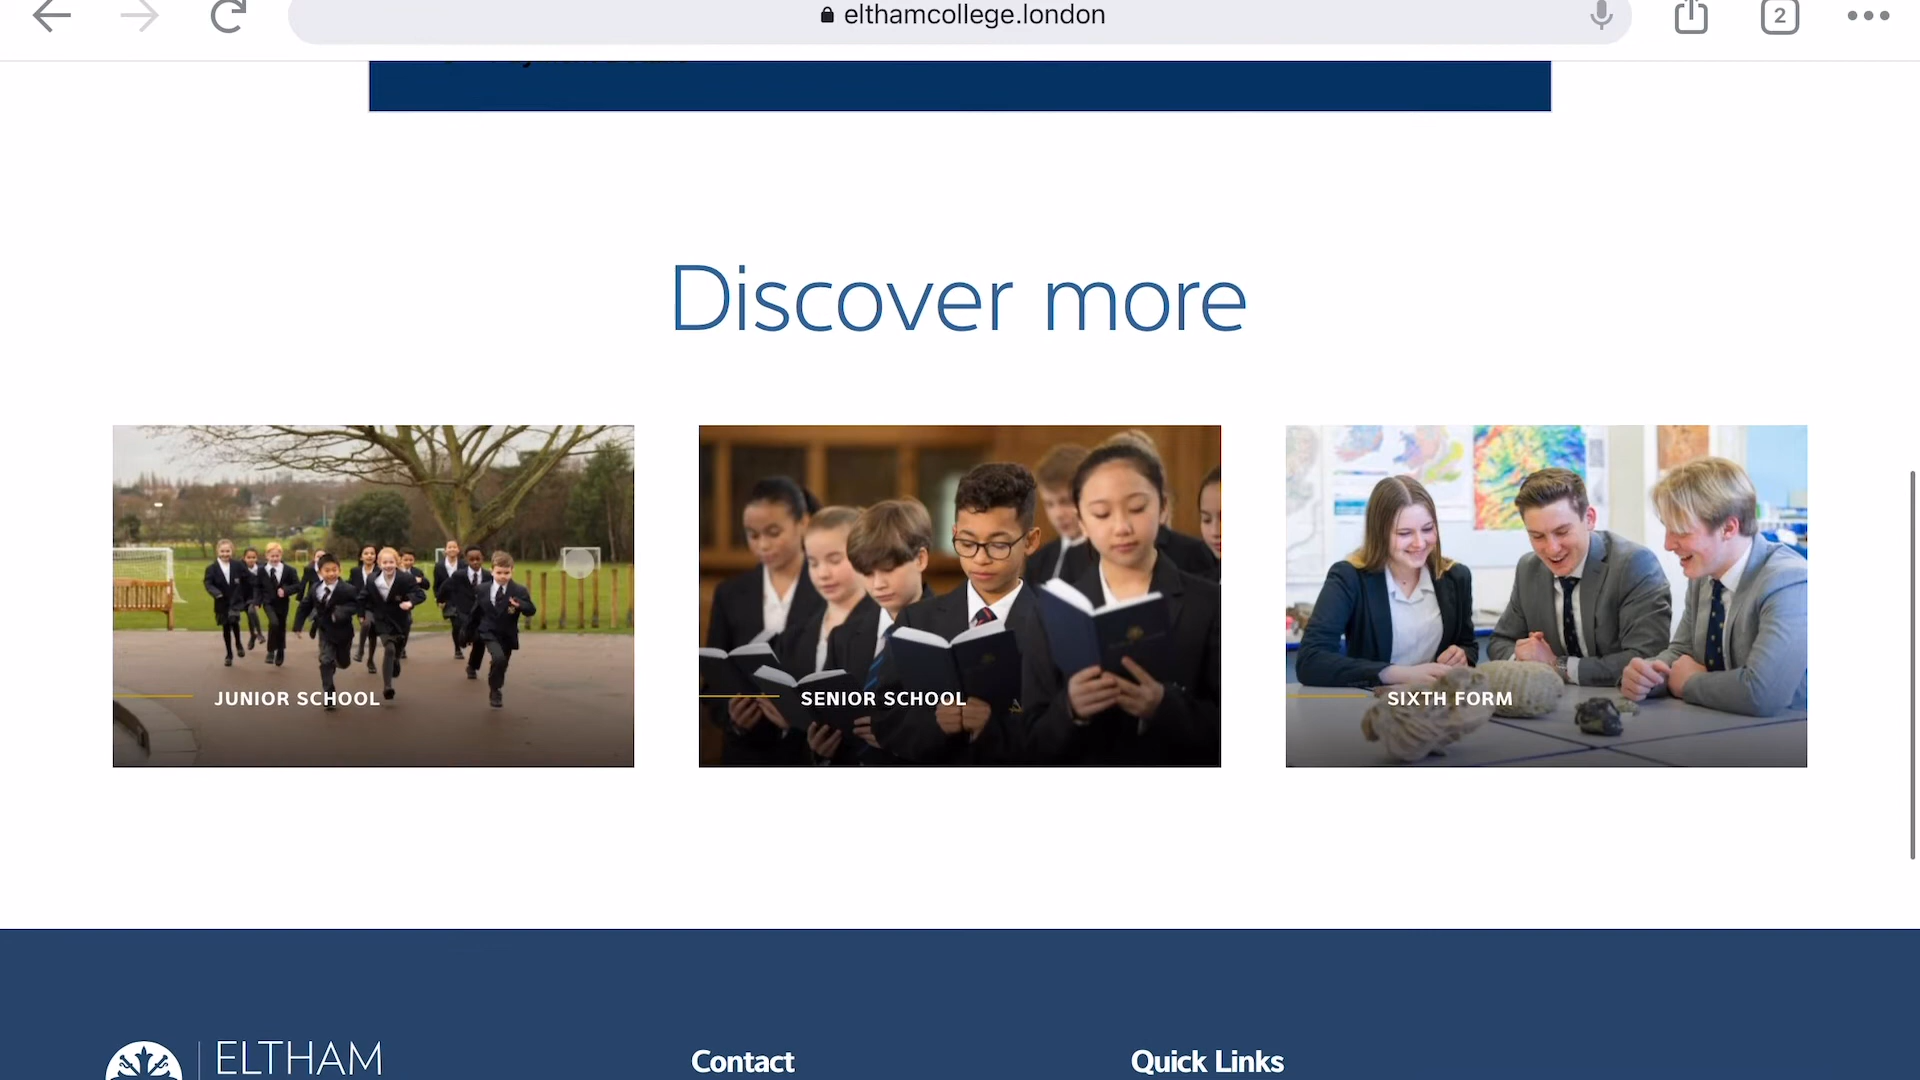 elthamcollege.london
2
Discover more
JUNIOR SCHOOL
SENIOR SCHOOL
SIXTH FORM
ELTHAM
Contact
Quick Links